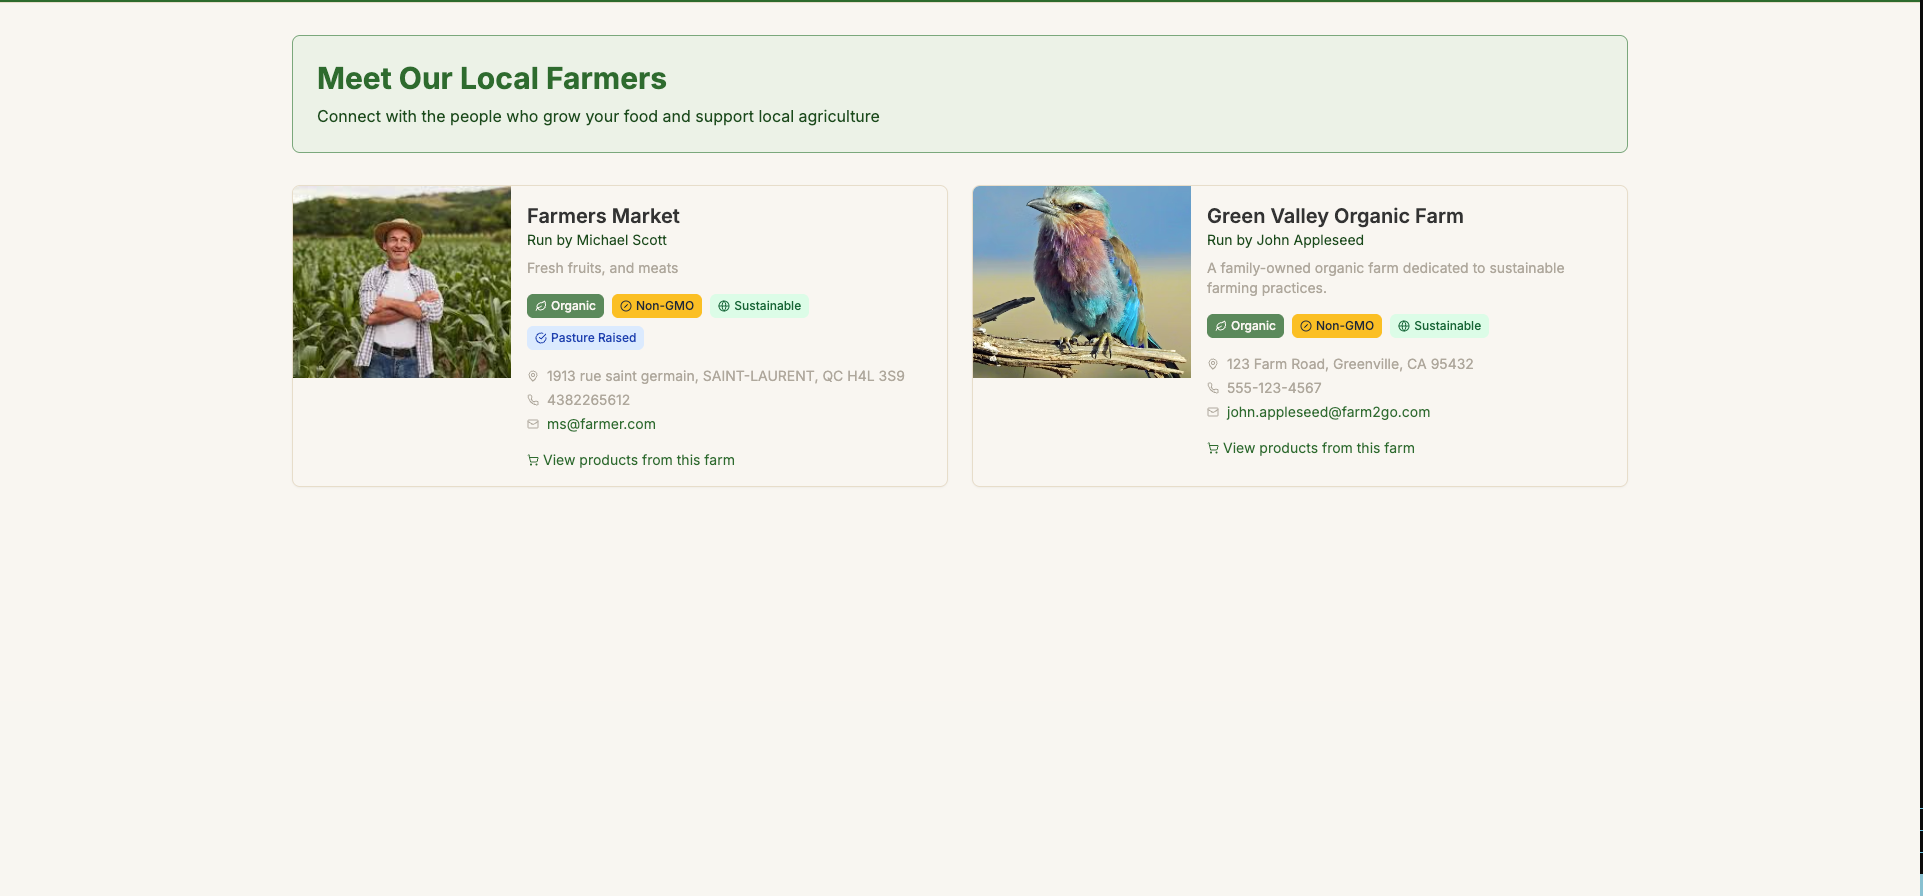 Meet Our Local Farmers
Connect with the people who grow your food and support local agriculture
Farmers Market
Run by Michael Scott
Fresh fruits, and meats
Organic Non-GMO Sustainable
Pasture Raised
1913 rue saint germain, SAINT-LAURENT, QC H4L 3S9
4382265612
ms@farmer.com
View products from this farm
Green Valley Organic Farm
Run by John Appleseed
A family-owned organic farm dedicated to sustainable
farming practices.
Organic Non-GMO Sustainable
123 Farm Road, Greenville, CA 95432
555-123-4567
john.appleseed@farm2go.com
View products from this farm